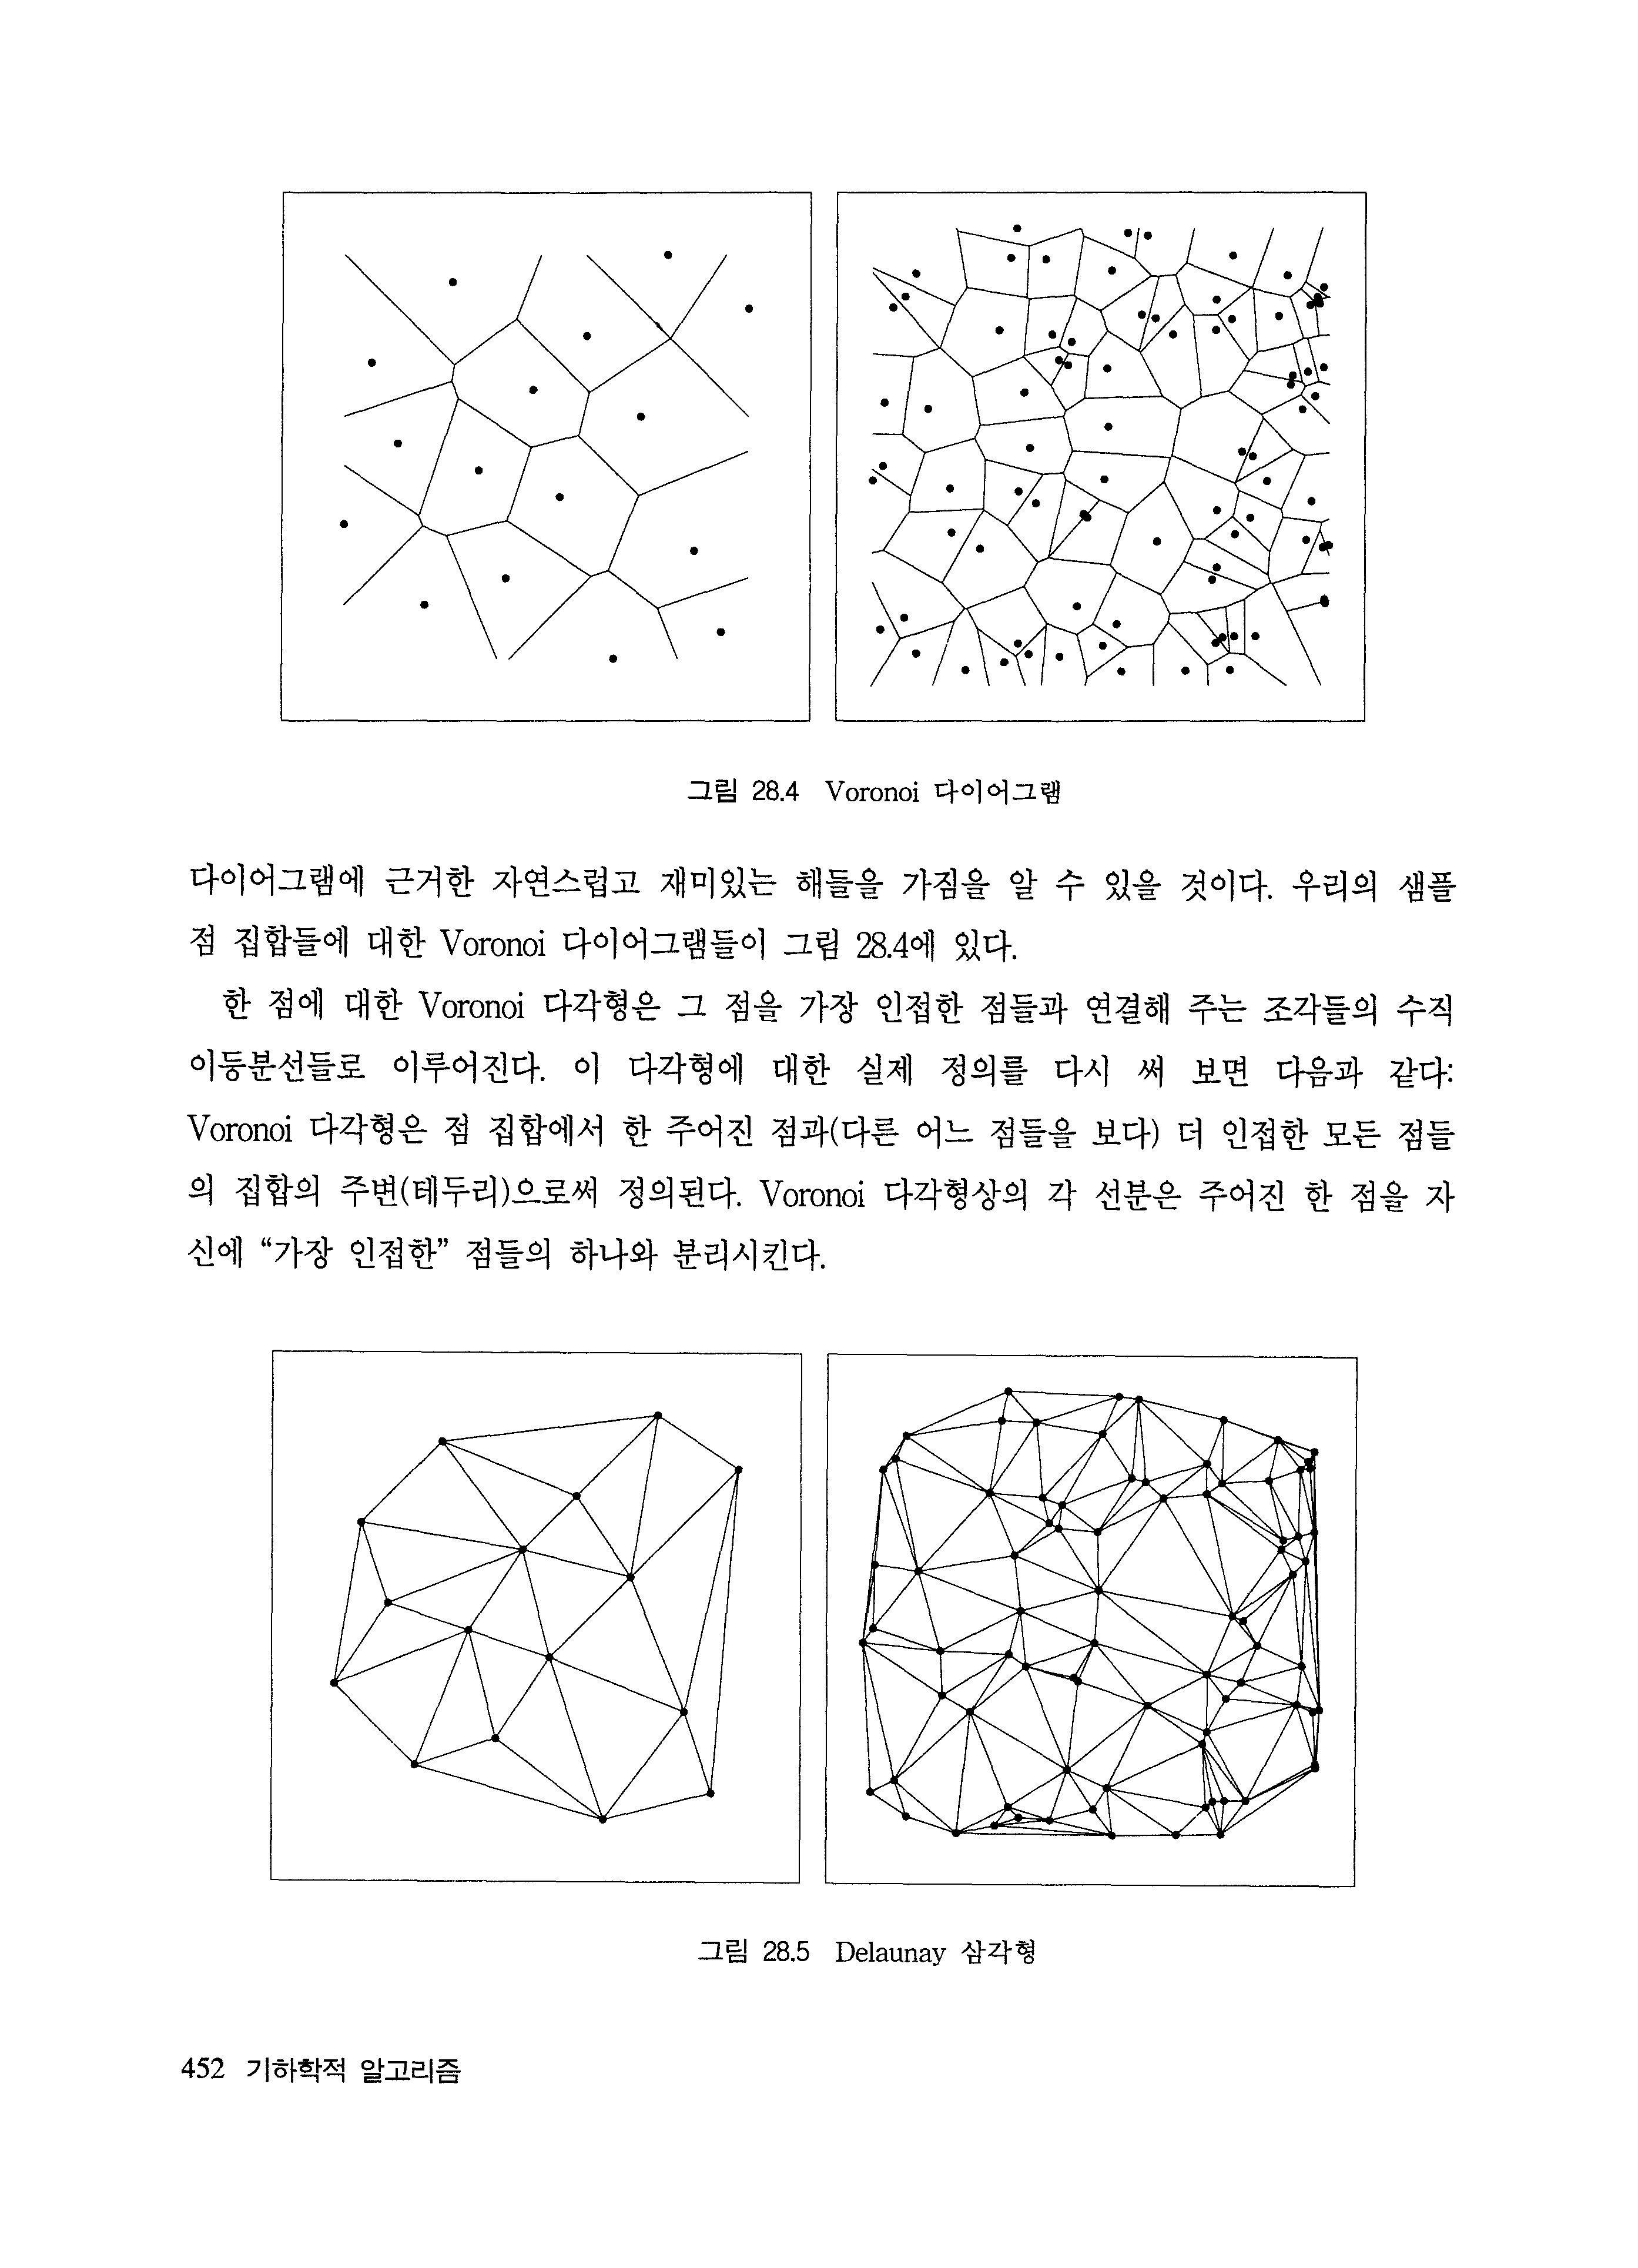 그림 28.4 Voronoi 다이어그램
다이어그램에 근거한 자연스럽고 재미있는 해들을 가짐을 알 수 있을 것이다. 우리의 샘플
점 집합들에 대한 Voronoi 다이어그램들이 그림 28.4에 있다.
한 점에 대한 Voronoi 다각형은 그 점을 가장 인접한 점들과 연결해 주는 조각들의 수직
이등분선들로 이루어진다. 이 다각형에 대한 실제 정의를 다시 써 보면 다음과 같다:
Voronoi 다각형은 점 집합에서 한 주어진 점과(다른 어느 점들을 보다) 더 인접한 모든 점들
의 집합의 주변(테두리)으로써 정의된다. Voronoi 다각형상의 각 선분은 주어진 한 점을 자
신에 “가장 인접한” 점들의 하나와 분리시킨다.
그림 28.5 Delaunay 삼각형
452 기하학적 알고리즘